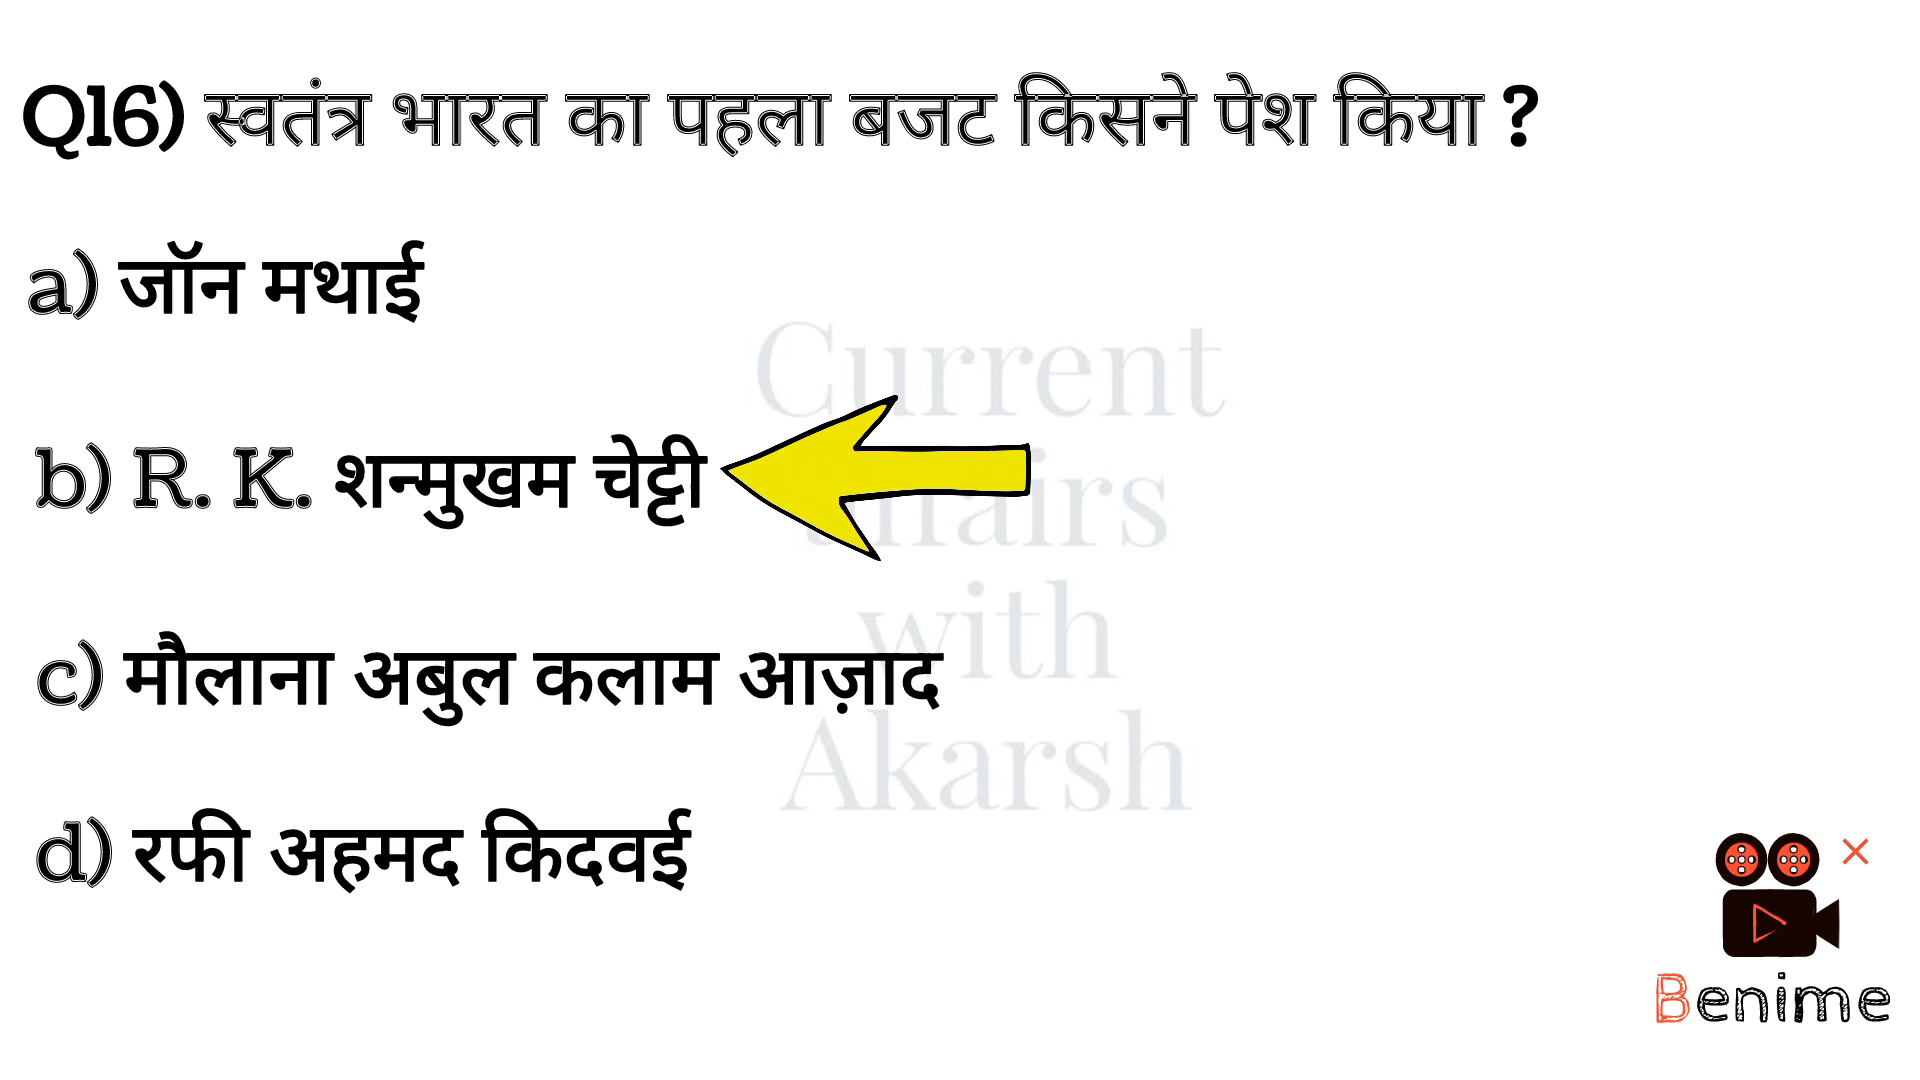 Q16) स्वतंत्र भारत का पहला बजट किसने पेश किया ?
a) जॉन मथाई
b) R. K. शन्मुखम चेट्टी
c) मौलाना अबुल कलाम आज़ाद
d) रफी अहमद किदवई
Current
Affairs
with
Akarsh
Benime